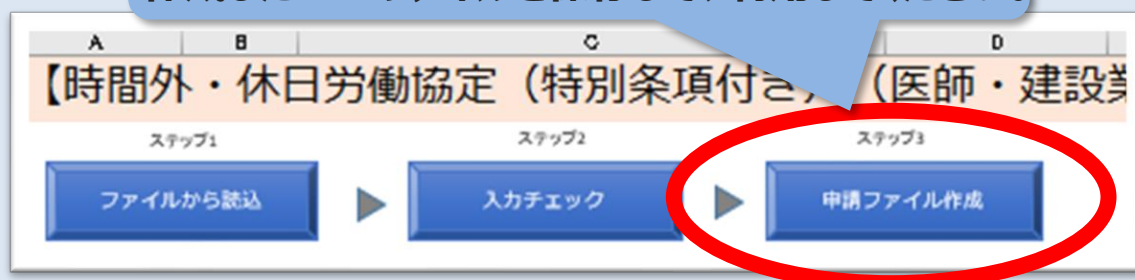 A B C D
【時間外・休日労働協定（特別条項付き）（医師・建設業
ステップ1 ステップ2 ステップ3
ファイルから読込 入力チェック 申請ファイル作成